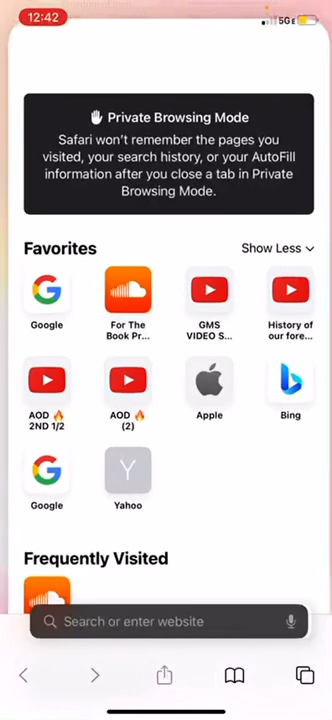 12:42
5G
Private Browsing Mode
Safari won't remember the pages you
visited, your search history, or your AutoFill
information after you close a tab in Private
Browsing Mode.
Favorites
Show Less
Google
For The
Book Pr...
GMS
VIDEO S...
History of
our fore...
AOD 🔥
2ND 1/2
AOD 🔥
(2)
Apple
Bing
Google
Y
Yahoo
Frequently Visited
Search or enter website